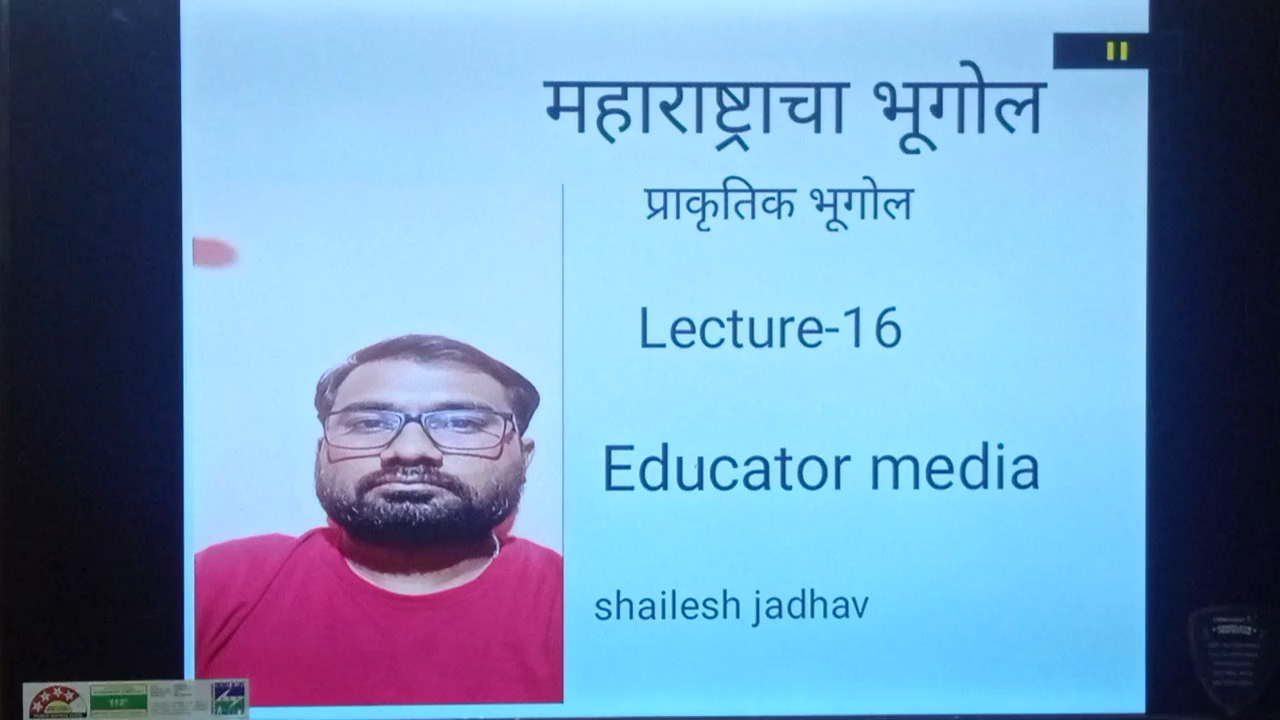 महाराष्ट्राचा भूगोल
प्राकृतिक भूगोल
Lecture-16
Educator media
shailesh jadhav